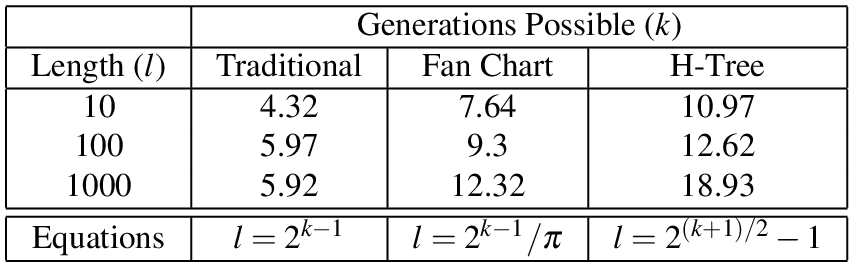 Generations Possible (k)
Length (l) Traditional Fan Chart H-Tree
10 4.32 7.64 10.97
100 5.97 9.3 12.62
1000 5.92 12.32 18.93
Equations l = 2^{k−1} l = 2^{k−1}/π l = 2^{(k+1)/2} − 1